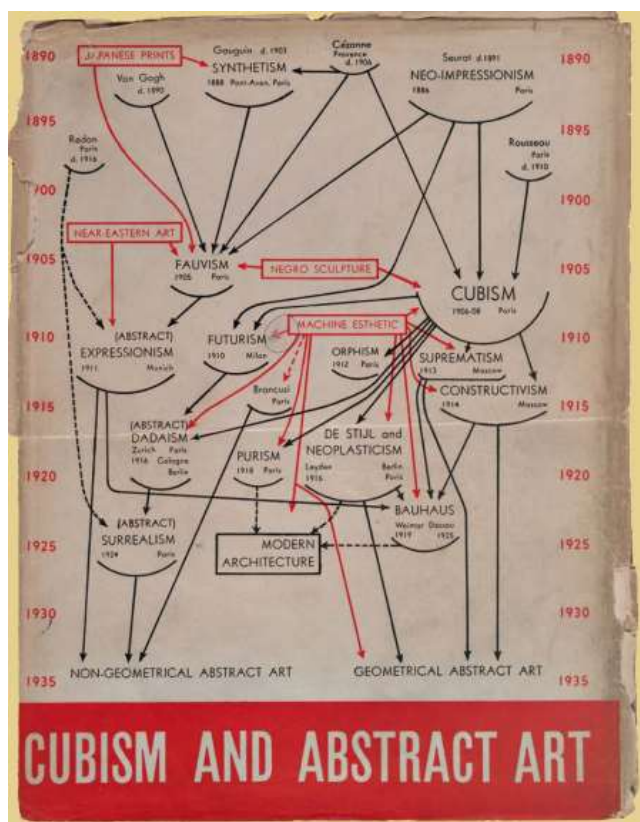 1890
JAPANESE PRINTS
Gauguin d. 1903
SYNTHETISM
1888 Pont-Aven, Paris
Cézanne
Provence
d. 1906
Seurat d. 1891
NEO-IMPRESSIONISM
1886 Paris
1890
Van Gogh
d. 1890
1895
Redon
Paris
d. 1916
Rousseau
Paris
d. 1910
1895
1900
1900
NEAR-EASTERN ART
1905
FAUVISM
1905 Paris
NEGRO SCULPTURE
1905
CUBISM
1906-08 Paris
1910
(ABSTRACT)
EXPRESSIONISM
1911 Munich
FUTURISM
1910 Milan
MACHINE ESTHETIC
ORPHISM
1912 Paris
SUPREMATISM
1913 Moscow
1910
Brancusi
Paris
CONSTRUCTIVISM
1914 Moscow
1915
1915
(ABSTRACT)
DADAISM
Zurich Paris
1916 Cologne
Berlin
PURISM
1918 Paris
DE STIJL and
NEOPLASTICISM
Leyden Berlin
1916 Paris
1920
1920
BAUHAUS
Weimar Dessau
1919 1925
(ABSTRACT)
SURREALISM
1924 Paris
MODERN
ARCHITECTURE
1925
1925
1930
1930
NON-GEOMETRICAL ABSTRACT ART
GEOMETRICAL ABSTRACT ART
1935
1935
CUBISM AND ABSTRACT ART